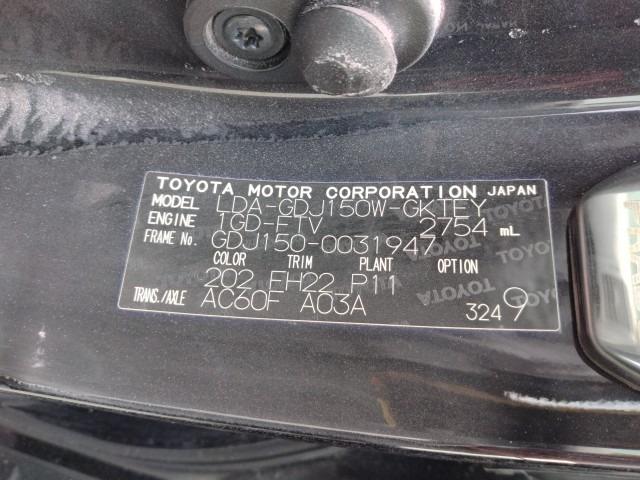 TOYOTA MOTOR CORPORATION JAPAN
MODEL LDA-GDJ150W-GKTEY
ENGINE 1GD-FTV 2754 mL
FRAME No. GDJ150-0031947
COLOR TRIM PLANT OPTION
202 FH22 P11
TRANS./AXLE AC60F A03A
3249